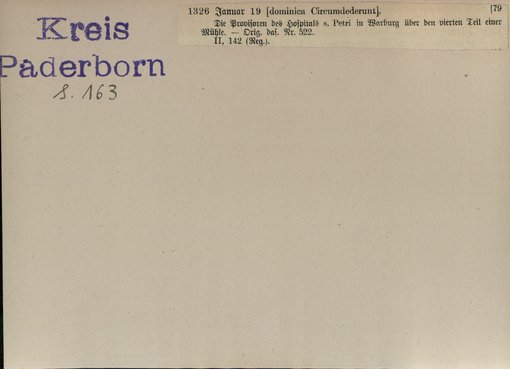 Kreis
Paderborn
S. 163
1326 Januar 19 [dominica Circumdederunt]. [79
Die Provisoren des Hospitals s. Petri in Warburg über den vierten Teil einer
Mühle. — Orig. das. Nr. 522.
II, 142 (Reg.).